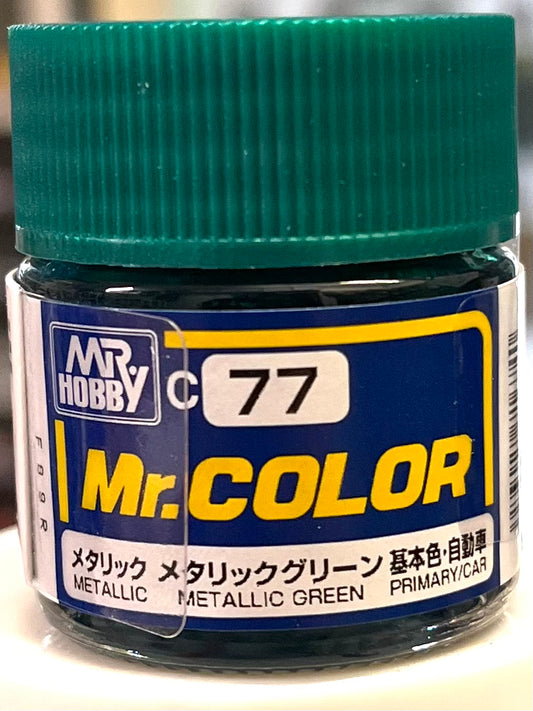 MR.
HOBBY
C 77
Mr.COLOR
メタリック メタリックグリーン 基本色・自動車
METALLIC METALLIC GREEN PRIMARY/CAR
FB9R